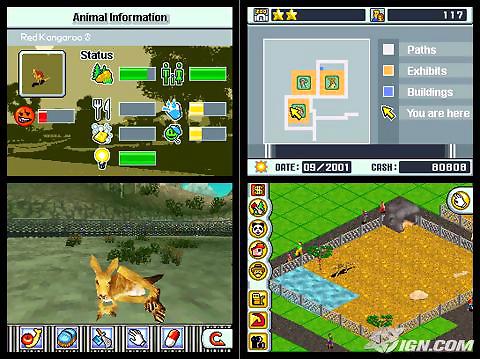 Animal Information
Red Kangaroo
Status
117
Paths
Exhibits
Buildings
You are here
DATE: 09/2001
CASH: 80808
IGN.COM